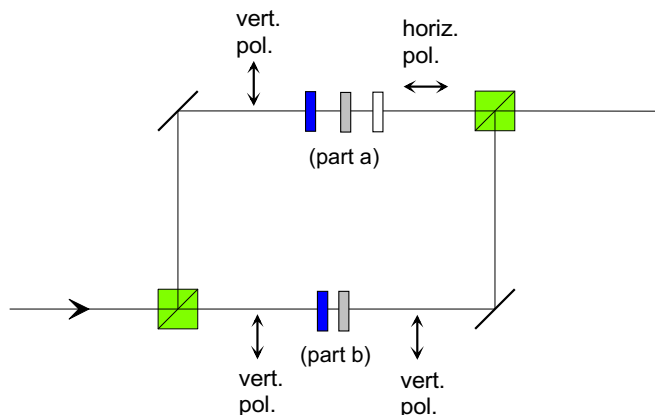 vert.
pol.
horiz.
pol.
(part a)
(part b)
vert.
pol.
vert.
pol.